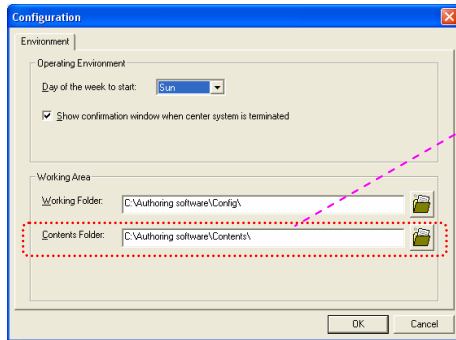 Configuration
Environment
Operating Environment
Day of the week to start: Sun
Show confirmation window when center system is terminated
Working Area
Working Folder: C:\Authoring software\Config\
Contents Folder: C:\Authoring software\Contents\
OK Cancel